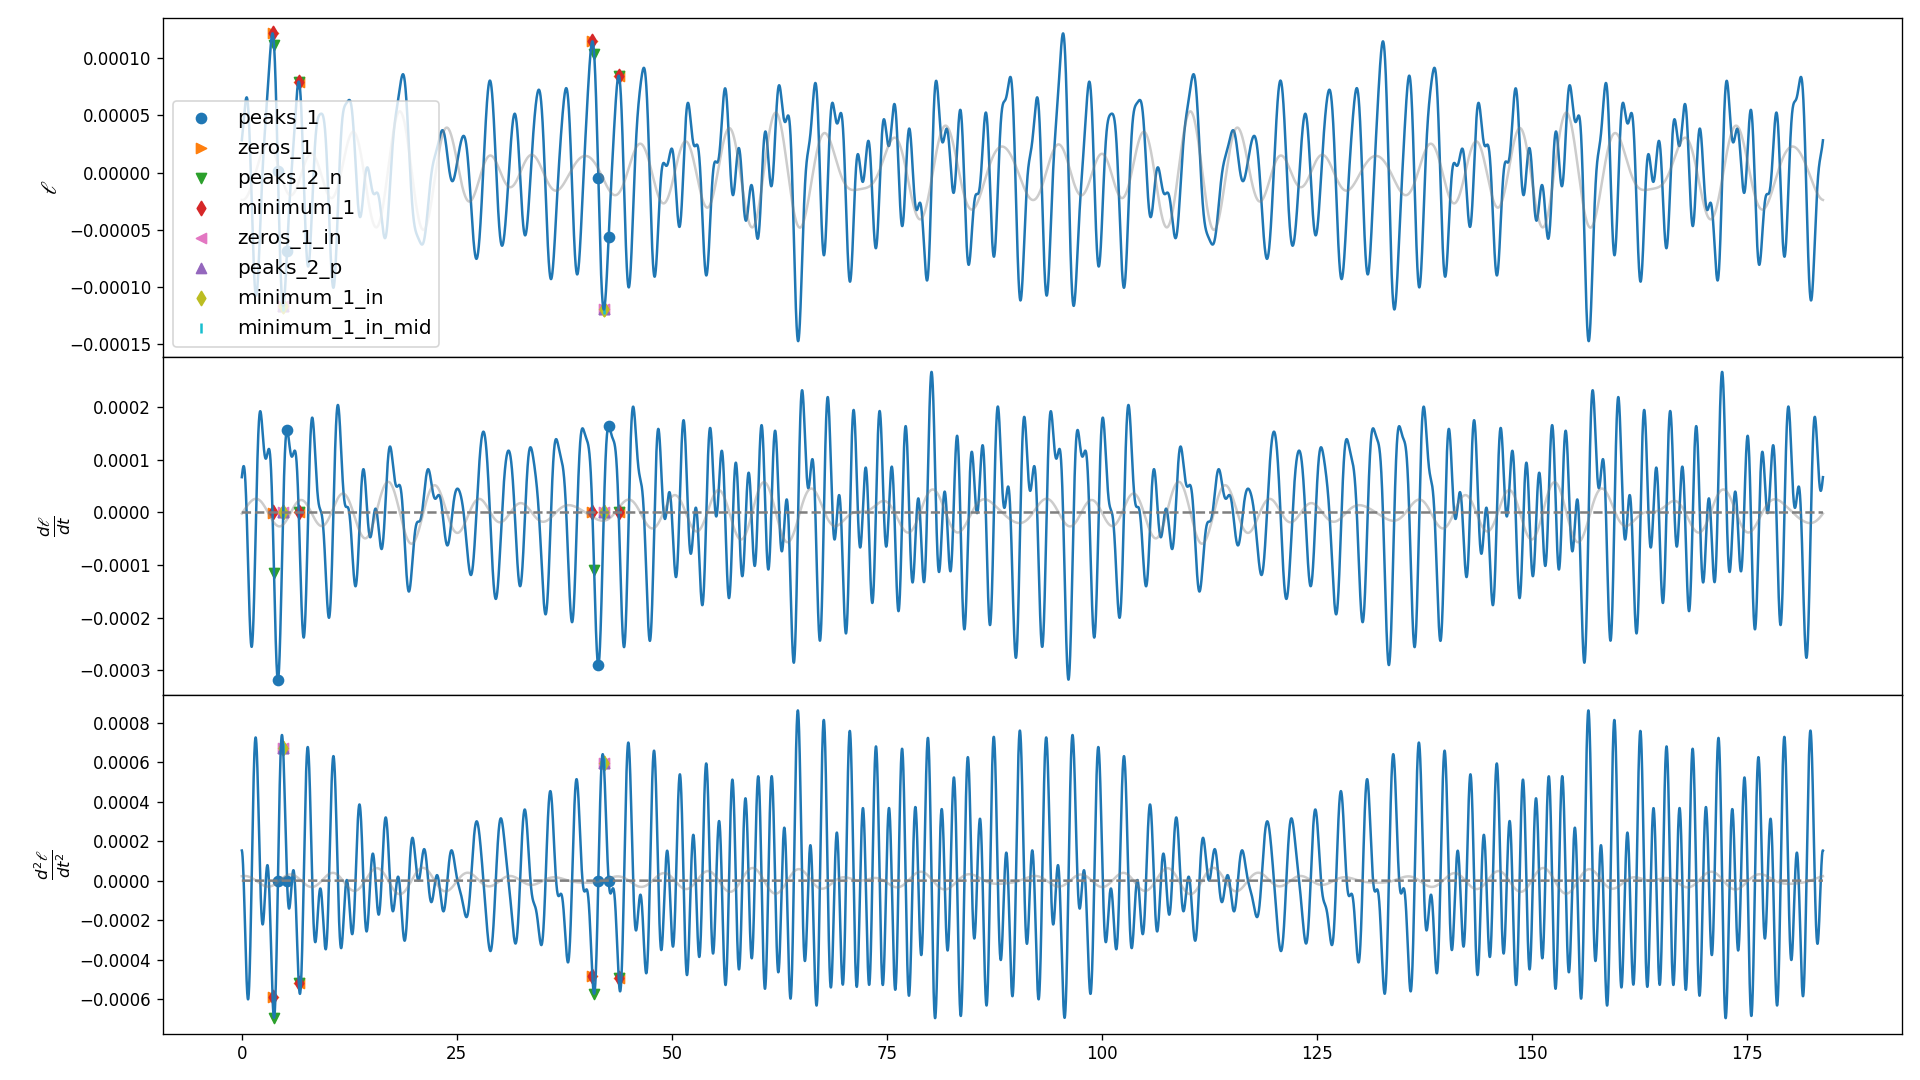 0.00010
0.00005
0.00000
−0.00005
−0.00010
−0.00015
ℓ
peaks_1
zeros_1
peaks_2_n
minimum_1
zeros_1_in
peaks_2_p
minimum_1_in
minimum_1_in_mid
0.0002
0.0001
0.0000
−0.0001
−0.0002
−0.0003
dℓ
dt
0.0008
0.0006
0.0004
0.0002
0.0000
−0.0002
−0.0004
−0.0006
d²ℓ
dt²
0 25 50 75 100 125 150 175